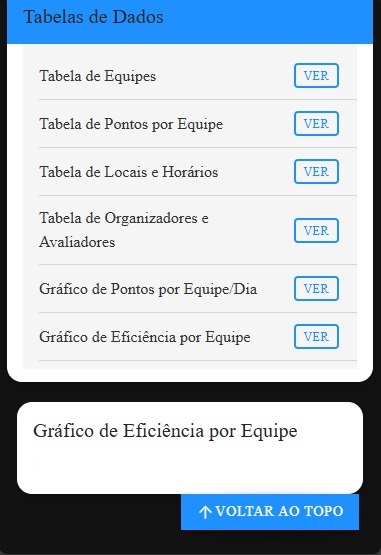 Tabelas de Dados
Tabela de Equipes
VER
Tabela de Pontos por Equipe
VER
Tabela de Locais e Horários
VER
Tabela de Organizadores e
Avaliadores
VER
Gráfico de Pontos por Equipe/Dia
VER
Gráfico de Eficiência por Equipe
VER
Gráfico de Eficiência por Equipe
VOLTAR AO TOPO